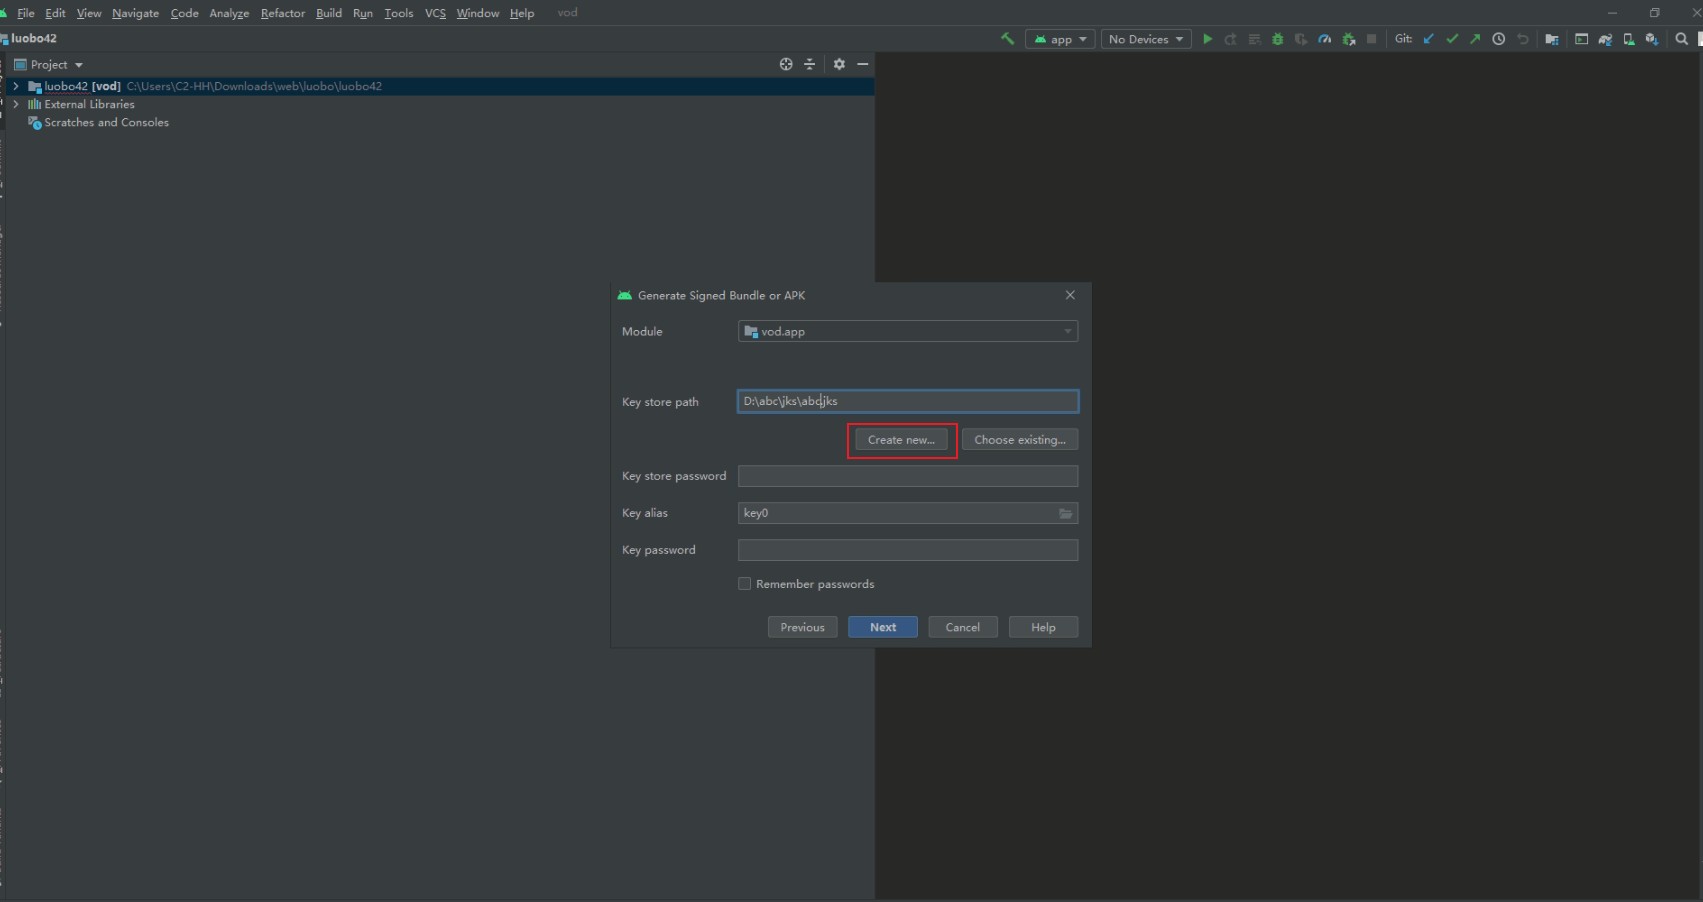 File Edit View Navigate Code Analyze Refactor Build Run Tools VCS Window Help vod
luobo42
app
No Devices
Git:
Project
luobo42 [vod] C:\Users\C2-HH\Downloads\web\luobo\luobo42
External Libraries
Scratches and Consoles
Generate Signed Bundle or APK
Module
vod.app
Key store path
D:\abc\jks\abc.jks
Create new...
Choose existing...
Key store password
Key alias
key0
Key password
Remember passwords
Previous
Next
Cancel
Help